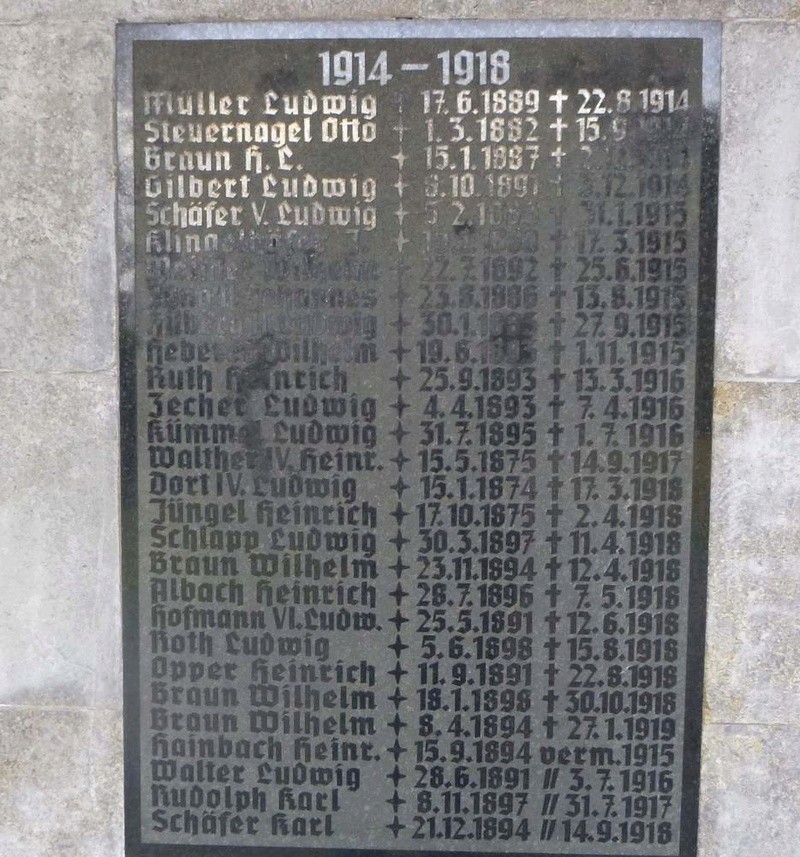 1914 – 1918
Müller Ludwig ✦ 17.6.1889 † 22.8.1914
Steuernagel Otto ✦ 1.3.1882 † 15.9
Braun H. L. ✦ 15.1.1887 †
Gilbert Ludwig ✦ 8.10.1891 † 12.1914
Schäfer V. Ludwig ✦ † 31.1.1915
✦ † 17.3.1915
Wilhelm ✦ 22.7.1892 † 25.6.1915
Johannes ✦ 23.8.1886 † 13.8.1915
Ludwig ✦ † 27.9.1915
Wilhelm ✦ † 1.11.1915
Ruth Heinrich ✦ 25.9.1893 † 13.3.1916
Zecher Ludwig ✦ 4.4.1893 † 7.4.1916
Kümmel Ludwig ✦ 31.7.1895 † 1.7.1916
Walther IV. Heinr. ✦ 15.5.1875 † 14.9.1917
Dort IV. Ludwig ✦ 15.1.1874 † 17.3.1918
Jüngel Heinrich ✦ 17.10.1875 † 2.4.1918
Schlapp Ludwig ✦ 30.3.1897 † 11.4.1918
Braun Wilhelm ✦ 23.11.1894 † 12.4.1918
Albach Heinrich ✦ 28.7.1896 † 7.5.1918
Hofmann VI. Ludw. ✦ 25.5.1891 † 12.6.1918
Roth Ludwig ✦ 5.6.1898 † 15.8.1918
Opper Heinrich ✦ 11.9.1891 † 22.8.1918
Braun Wilhelm ✦ 18.1.1898 † 30.10.1918
Braun Wilhelm ✦ 8.4.1894 † 27.1.1919
Hainbach Heinr. ✦ 15.9.1894 verm. 1915
Walter Ludwig ✦ 28.6.1891 // 3.7.1916
Rudolph Karl ✦ 8.11.1897 // 31.7.1917
Schäfer Karl ✦ 21.12.1894 // 14.9.1918